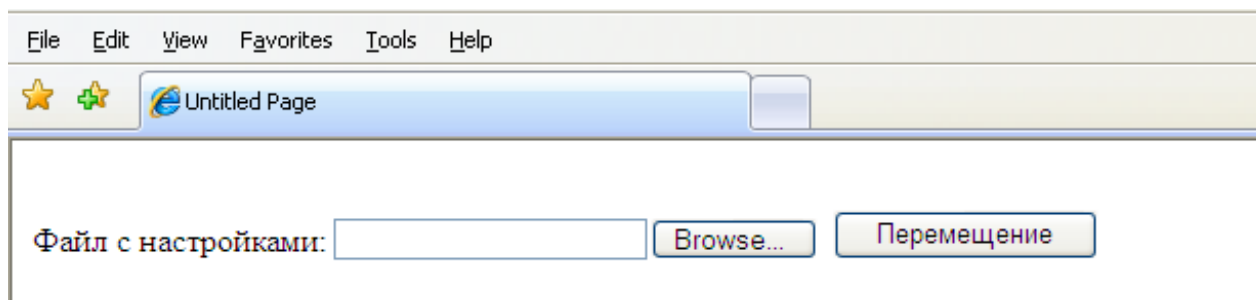 File Edit View Favorites Tools Help
Untitled Page
Файл с настройками: Browse... Перемещение